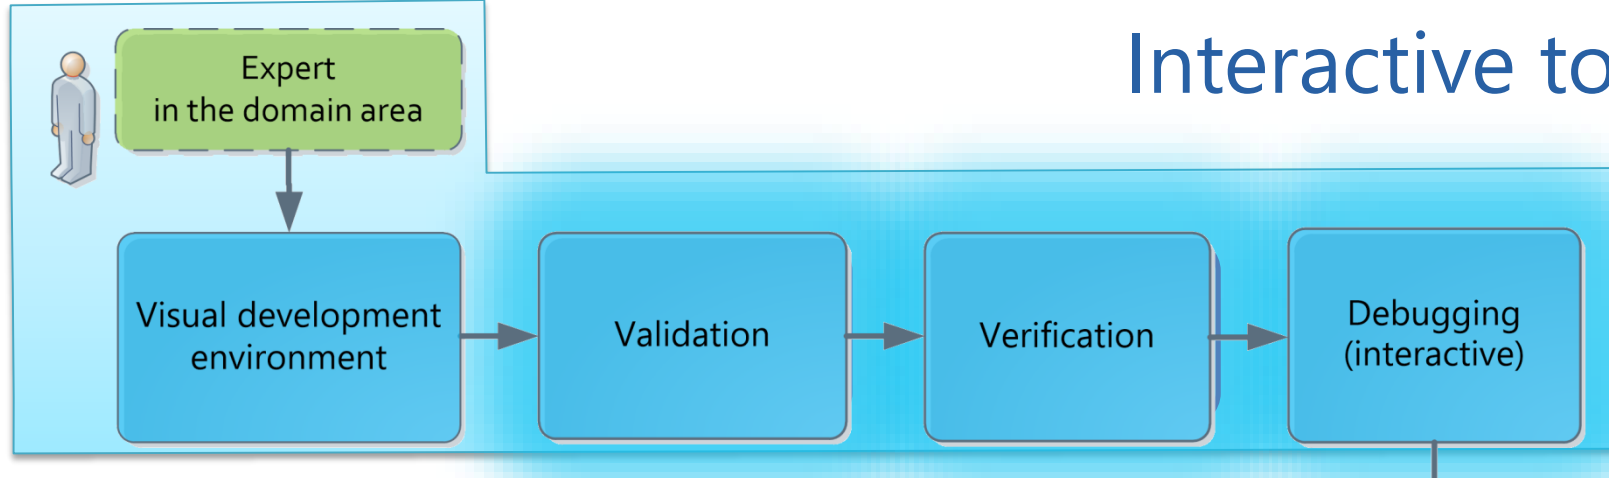 Interactive to
Expert
in the domain area
Visual development
environment
Validation
Verification
Debugging
(interactive)